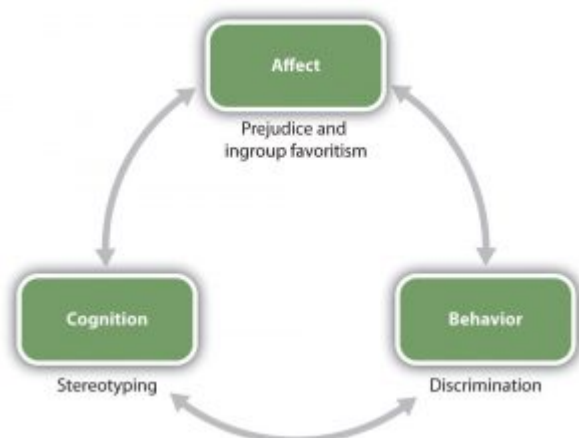 Affect
Prejudice and
ingroup favoritism
Cognition
Behavior
Stereotyping
Discrimination